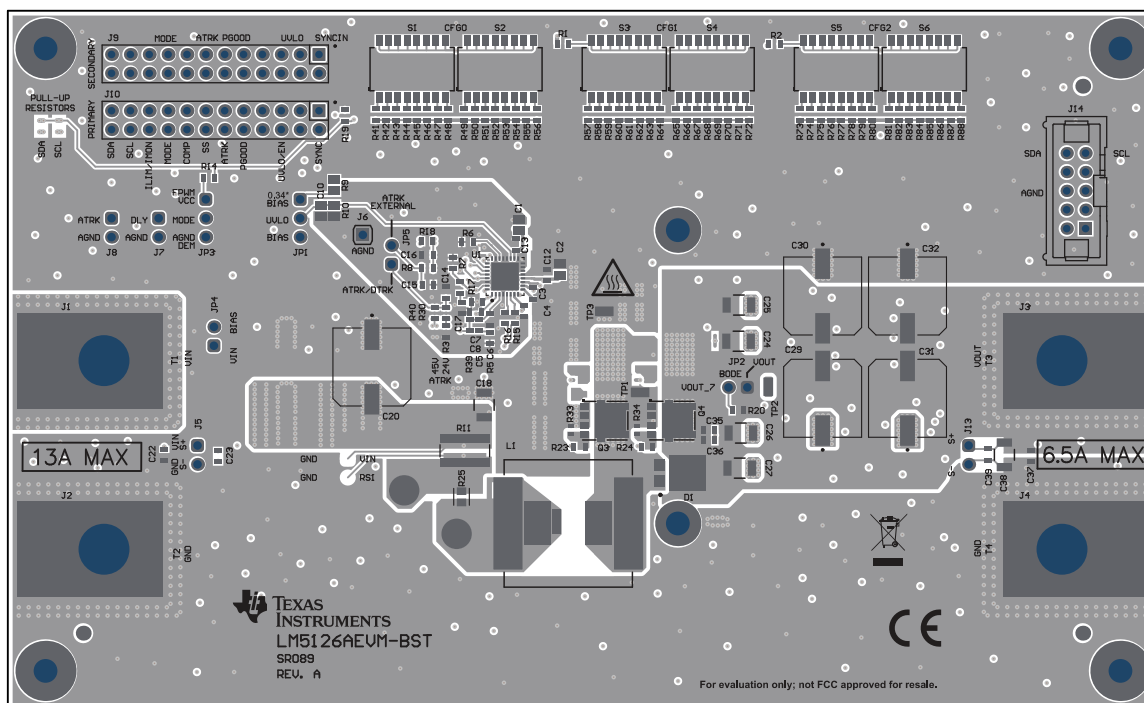 J9 MODE ATRK PGOOD UVLO SYNCIN
SECONDARY
J10
PRIMARY
PULL-UP
RESISTORS
SDA SCL
SDA SCL ILIM/IMON MODE COMP SS ATRK PGOOD UVLO/EN SYNC
R19
S1 CFG0 S2
R1
S3 CFG1 S4
R2
S5 CFG2 S6
R41 R42 R43 R44 R45 R46 R47 R48 R49 R50 R51 R52 R53 R54 R55 R56
R57 R58 R59 R60 R61 R62 R63 R64 R65 R66 R67 R68 R69 R70 R71 R72
R73 R74 R75 R76 R77 R78 R79 R80 R81 R82 R83 R84 R85 R86 R87 R88
J14
SDA SCL
AGND
R14
FPWM
VCC
ATRK DLY MODE
AGND AGND AGND
DEM
J8 J7 JP3
0.34*
BIAS
UVLO
BIAS
JP1
C10 R9
R10
ATRK
EXTERNAL
J6
AGND
JP5
ATRK/DTRK
R18 R6
C16 U1
R8 C14
C15 R17
R40 R30 C17
C1
C13
C12 C2
C3
C4
C7
C8
R16 R15
R3 R39 C5 R5 C6
45V 24V
ATRK
C18
TP3
C30 C32
C29 C31
C25
C24
JP2
BODE VOUT
VOUT_7
R20
TP2
C35
C36
C26
C27
J1
T1
VIN
JP4
BIAS
VIN
C20
J3
VOUT
T3
R33 TP1 R34 Q4
R23 Q3 R24
13A MAX
C22
VIN
GND
J5
S+
S-
C23
GND VIN
GND RS1
R11 L1
R25
D1
J13
S+
S-
C39 C38 C37
6.5A MAX
J2
T2
GND
J4
GND
T4
TEXAS
INSTRUMENTS
LM5126AEVM-BST
SR089
REV. A
CE
For evaluation only; not FCC approved for resale.